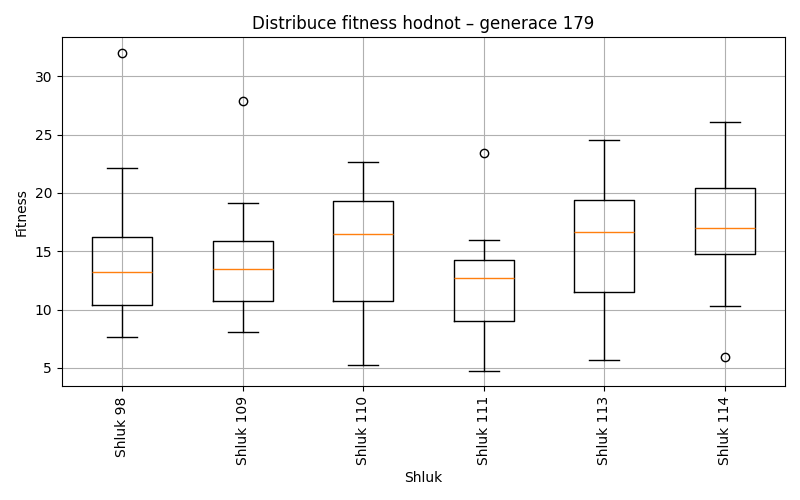 Distribuce fitness hodnot – generace 179
Fitness
30
25
20
15
10
5
Shluk 98
Shluk 109
Shluk 110
Shluk 111
Shluk 113
Shluk 114
Shluk